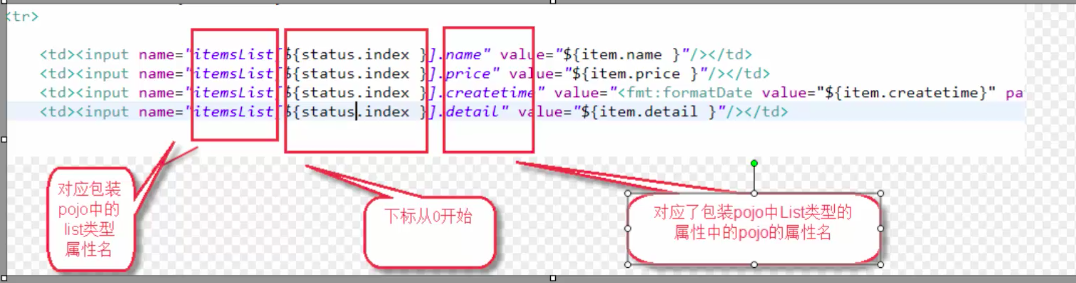 <tr>
<td><input name="itemsList[${status.index }].name" value="${item.name }"/></td>
<td><input name="itemsList[${status.index }].price" value="${item.price }"/></td>
<td><input name="itemsList[${status.index }].createtime" value="<fmt:formatDate value="${item.createtime}" pa
<td><input name="itemsList[${status.index }].detail" value="${item.detail }"/></td>
对应包装
pojo中的
list类型
属性名
下标从0开始
对应了包装pojo中List类型的
属性中的pojo的属性名